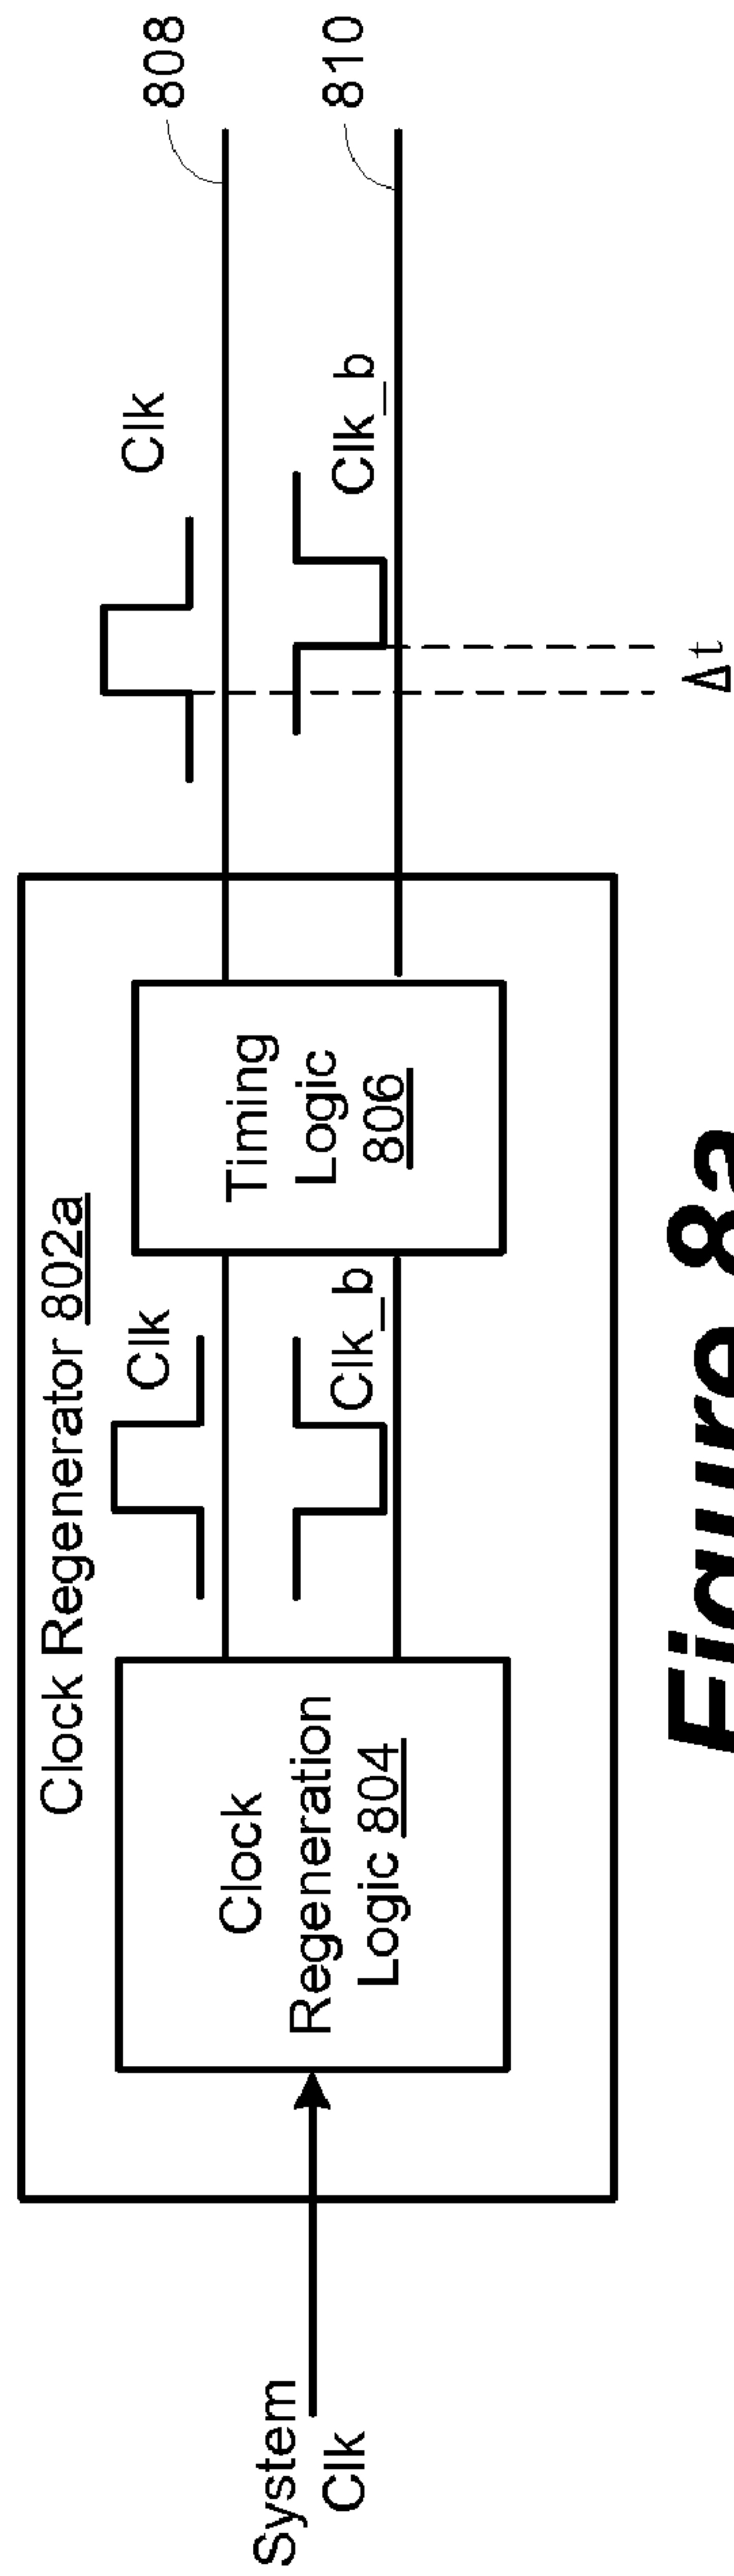 Clock Regenerator 802a
System
Clk
Clock
Regeneration
Logic 804
Clk
Clk_b
Timing
Logic
806
Clk
Clk_b
808
810
Δt
Figure 8a